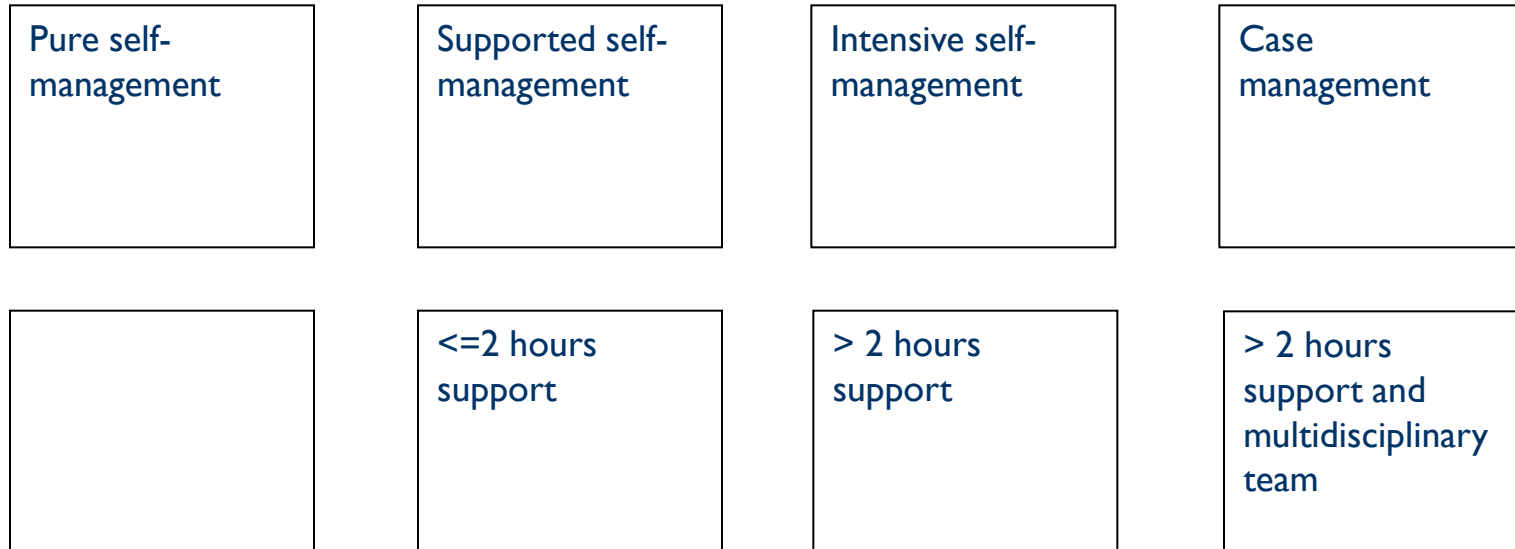 Pure self-
management
Supported self-
management
Intensive self-
management
Case
management
<=2 hours
support
> 2 hours
support
> 2 hours
support and
multidisciplinary
team